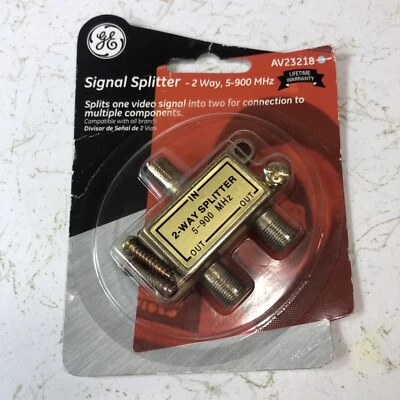 GE
AV23218
Signal Splitter - 2 Way, 5-900 MHz
LIFETIME
WARRANTY
Splits one video signal into two for connection to
multiple components.
Compatible with all brands
Divisor de Señal de 2 Vías
IN
2-WAY SPLITTER
5-900 MHz
OUT
OUT